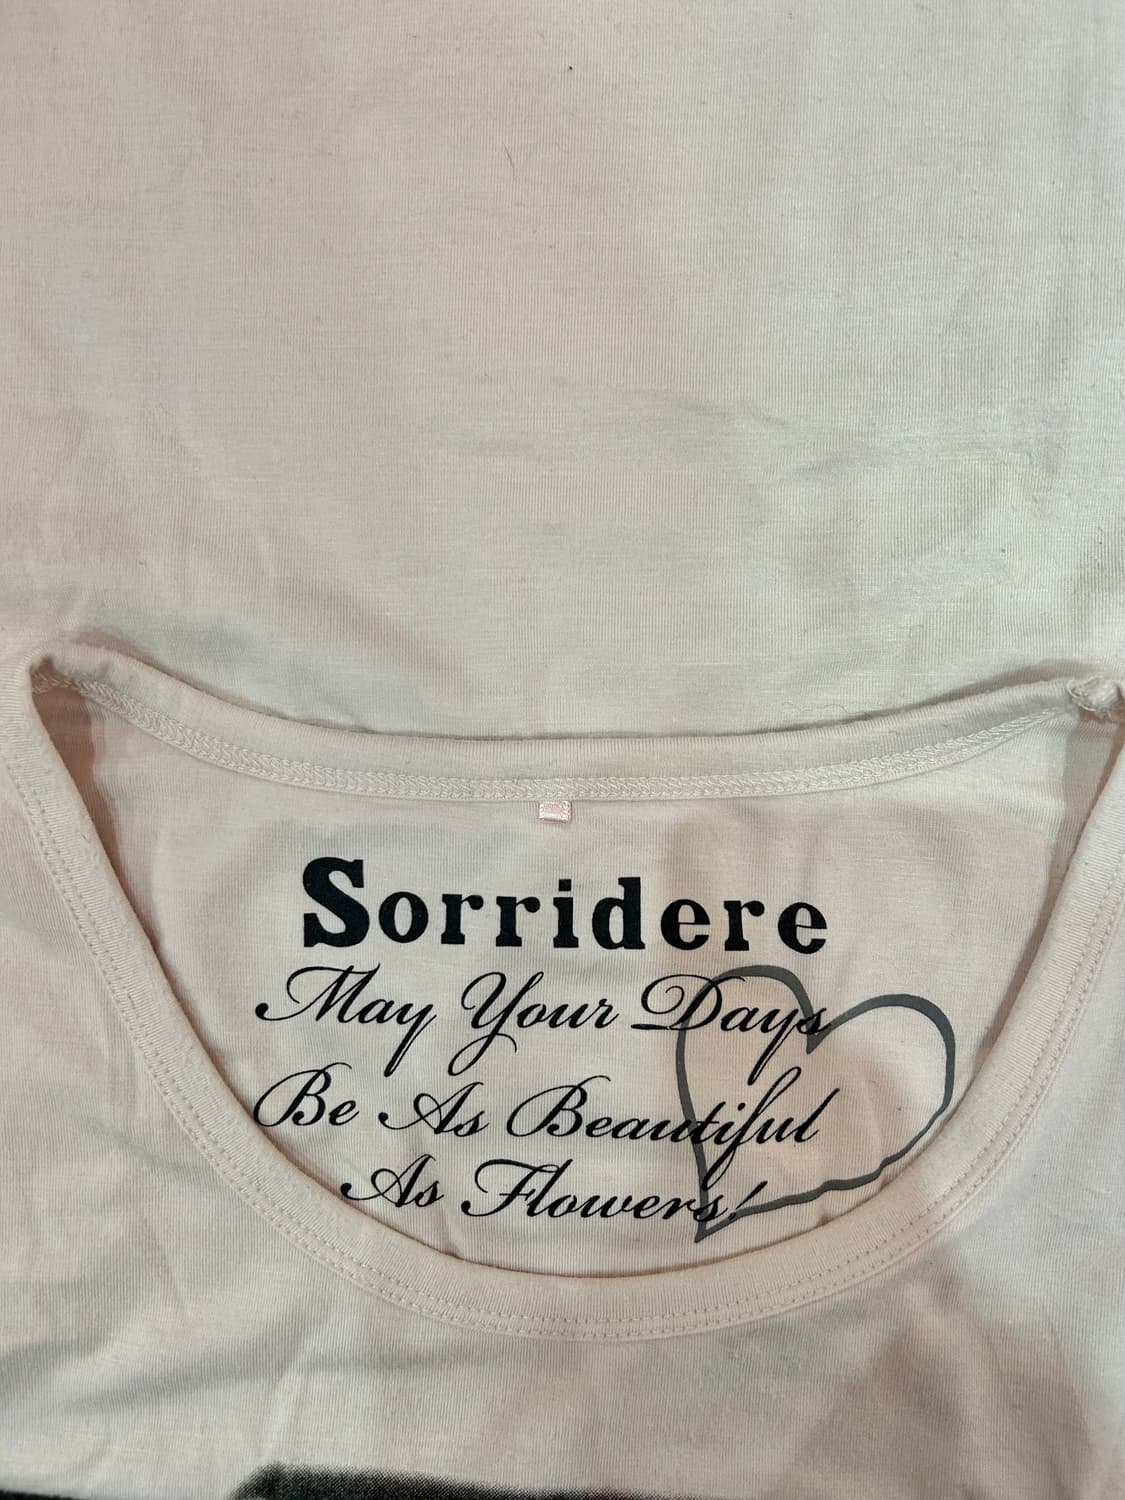 Sorridere
May Your Days
Be As Beautiful
As Flowers!